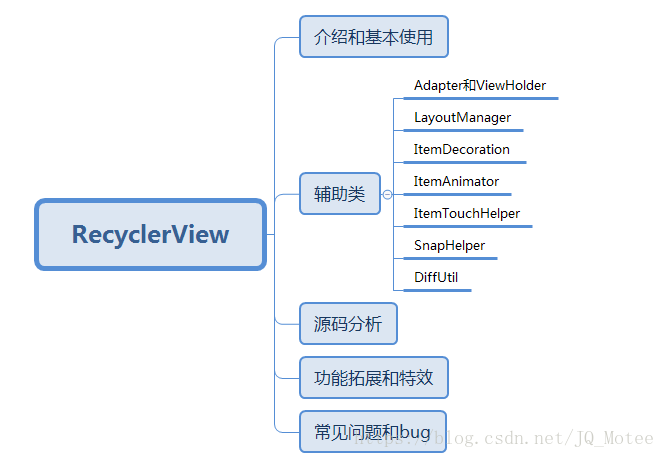 RecyclerView
介绍和基本使用
辅助类
Adapter和ViewHolder
LayoutManager
ItemDecoration
ItemAnimator
ItemTouchHelper
SnapHelper
DiffUtil
源码分析
功能拓展和特效
常见问题和bug
https://blog.csdn.net/JQ_Motee